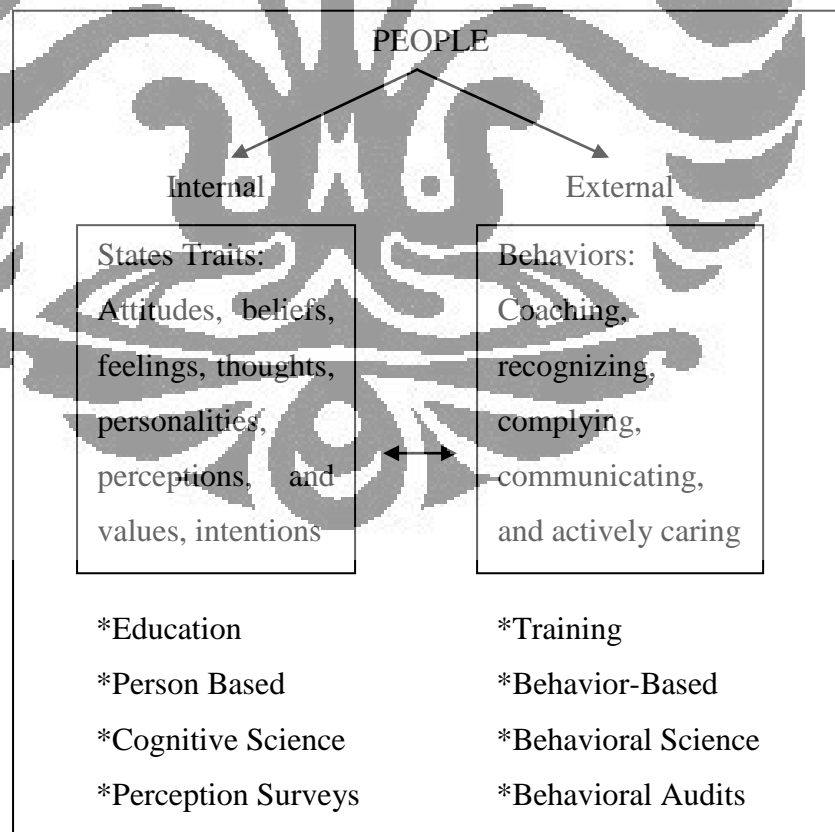 PEOPLE
Internal
External
States Traits:
Attitudes, beliefs,
feelings, thoughts,
personalities,
perceptions, and
values, intentions
Behaviors:
Coaching,
recognizing,
complying,
communicating,
and actively caring
*Education
*Person Based
*Cognitive Science
*Perception Surveys
*Training
*Behavior-Based
*Behavioral Science
*Behavioral Audits